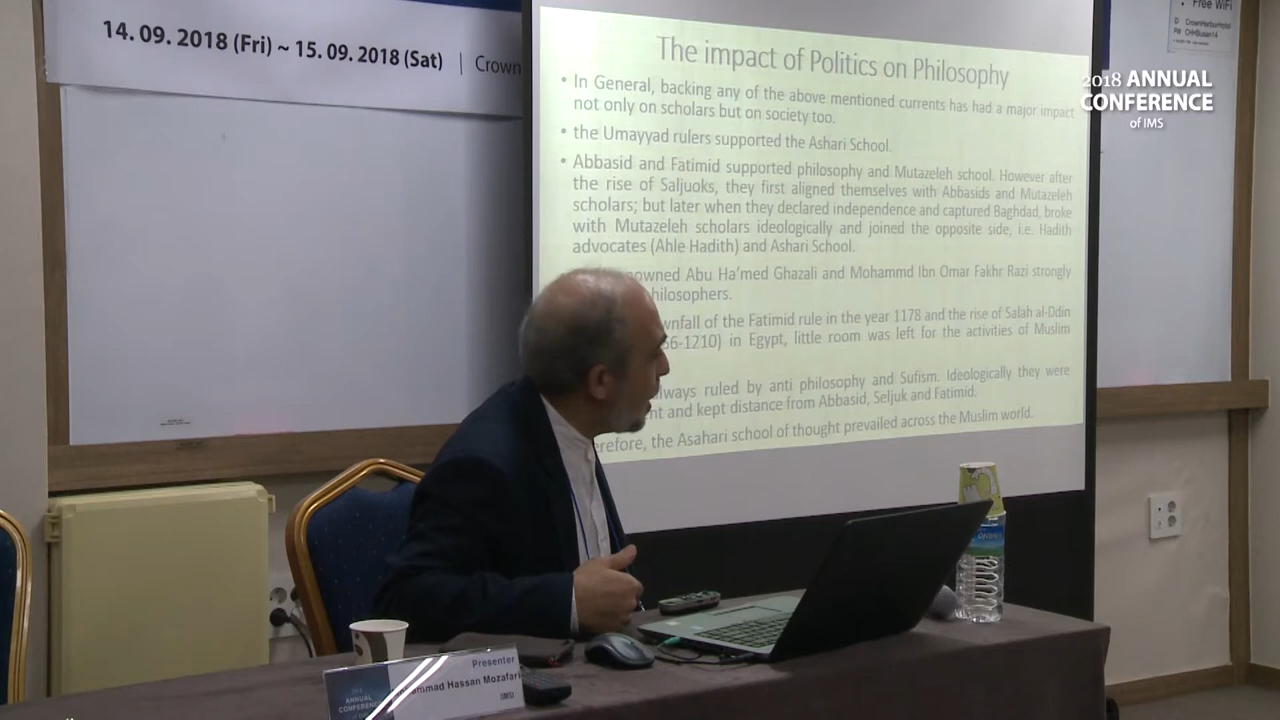 14. 09. 2018 (Fri) ~ 15. 09. 2018 (Sat) | Crown
Free WiFi
2018 ANNUAL
CONFERENCE
of IMS
The impact of Politics on Philosophy
• In General, backing any of the above mentioned currents has had a major impact
not only on scholars but on society too.
• the Umayyad rulers supported the Ashari School.
• Abbasid and Fatimid supported philosophy and Mutazeleh school. However after
the rise of Saljuoks, they first aligned themselves with Abbasids and Mutazeleh
scholars; but later when they declared independence and captured Baghdad, broke
with Mutazeleh scholars ideologically and joined the opposite side, i.e. Hadith
advocates (Ahle Hadith) and Ashari School.
nowned Abu Ha'med Ghazali and Mohammd Ibn Omar Fakhr Razi strongly
hilosophers.
wnfall of the Fatimid rule in the year 1178 and the rise of Salah al-Ddin
6-1210) in Egypt, little room was left for the activities of Muslim
lways ruled by anti philosophy and Sufism. Ideologically they were
nt and kept distance from Abbasid, Seljuk and Fatimid.
erefore, the Asahari school of thought prevailed across the Muslim world.
Presenter
ammad Hassan Mozafari
ANNUAL
CONFERENCE